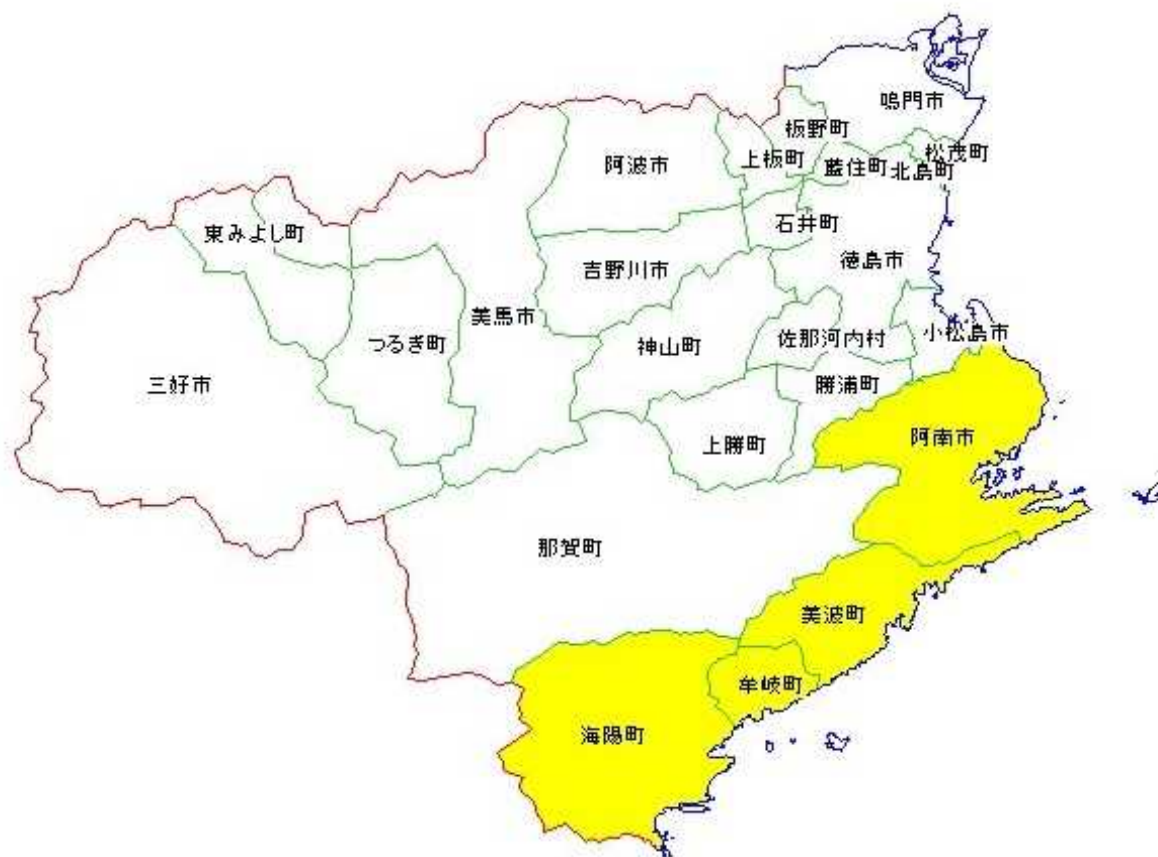 鳴門市
板野町
松茂町
上板町
藍住町
北島町
阿波市
石井町
東みよし町
徳島市
吉野川市
美馬市
小松島市
つるぎ町
神山町
佐那河内村
三好市
勝浦町
阿南市
上勝町
那賀町
美波町
牟岐町
海陽町